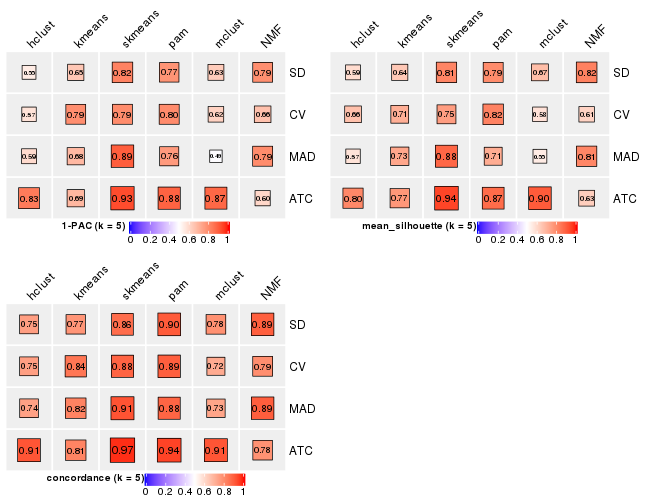 hclust kmeans skmeans pam mclust NMF
0.55 0.65 0.82 0.77 0.63 0.79 SD
0.57 0.79 0.79 0.80 0.62 0.66 CV
0.59 0.68 0.89 0.76 0.49 0.79 MAD
0.83 0.69 0.93 0.88 0.87 0.60 ATC
1-PAC (k = 5)
0 0.2 0.4 0.6 0.8 1
hclust kmeans skmeans pam mclust NMF
0.59 0.64 0.81 0.79 0.67 0.82 SD
0.66 0.71 0.75 0.82 0.58 0.61 CV
0.57 0.73 0.88 0.71 0.55 0.81 MAD
0.80 0.77 0.94 0.87 0.90 0.63 ATC
mean_silhouette (k = 5)
0 0.2 0.4 0.6 0.8 1
hclust kmeans skmeans pam mclust NMF
0.75 0.77 0.86 0.90 0.78 0.89 SD
0.75 0.84 0.88 0.89 0.72 0.79 CV
0.74 0.82 0.91 0.88 0.73 0.89 MAD
0.91 0.81 0.97 0.94 0.91 0.78 ATC
concordance (k = 5)
0 0.2 0.4 0.6 0.8 1